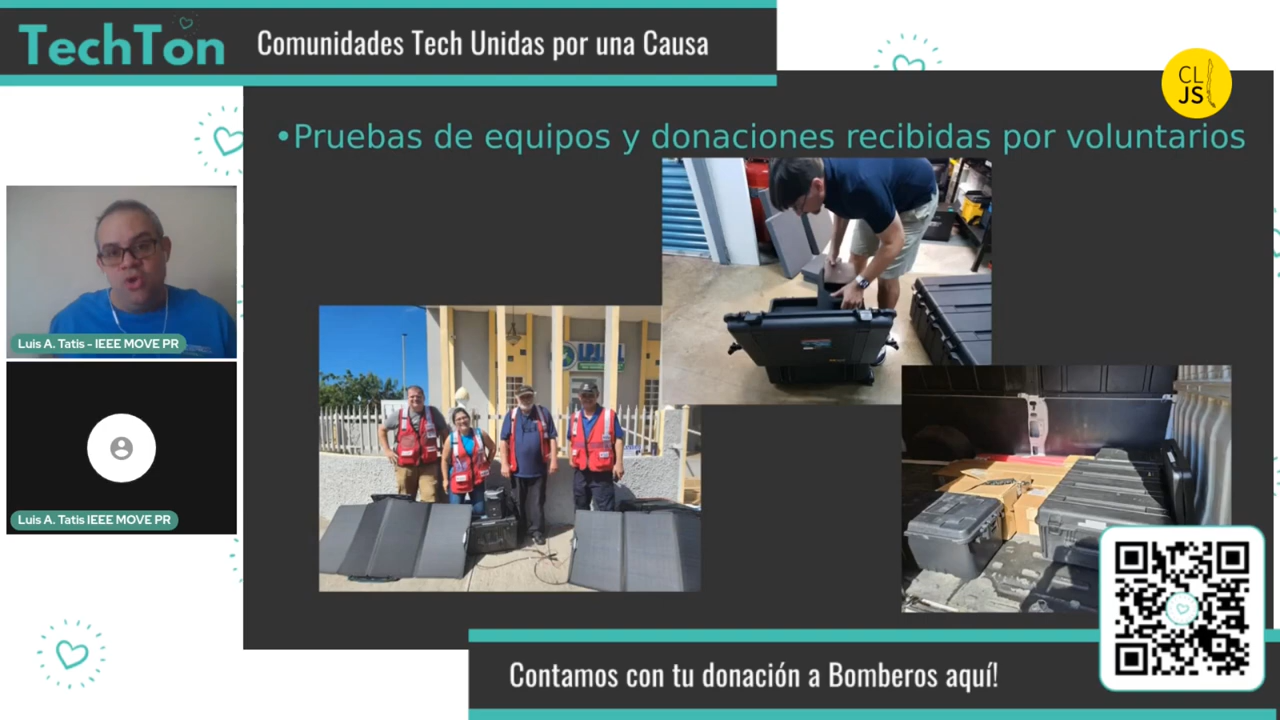 TechTon
Comunidades Tech Unidas por una Causa
CL
JS
•Pruebas de equipos y donaciones recibidas por voluntarios
Luis A. Tatis - IEEE MOVE PR
Luis A. Tatis IEEE MOVE PR
Contamos con tu donación a Bomberos aquí!